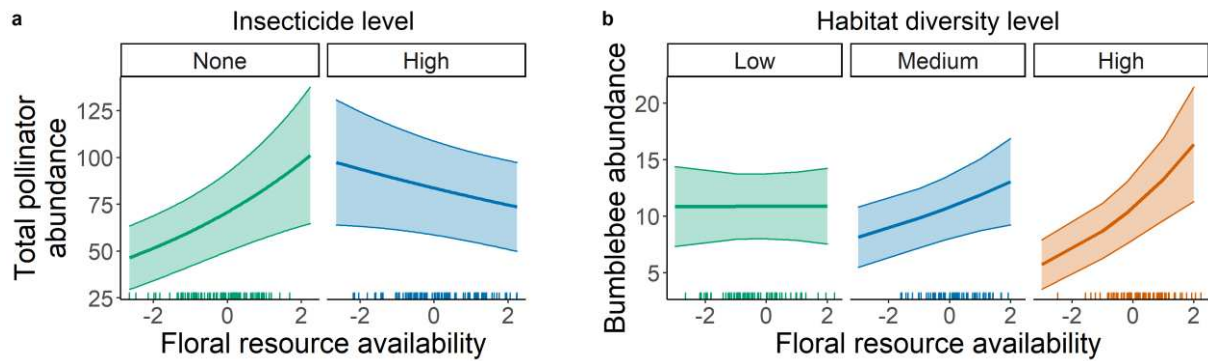 a
Insecticide level
None
High
Total pollinator
abundance
125
100
75
50
25
-2
0
2
-2
0
2
Floral resource availability
b
Habitat diversity level
Low
Medium
High
Bumblebee abundance
20
15
10
5
-2
0
2
-2
0
2
-2
0
2
Floral resource availability